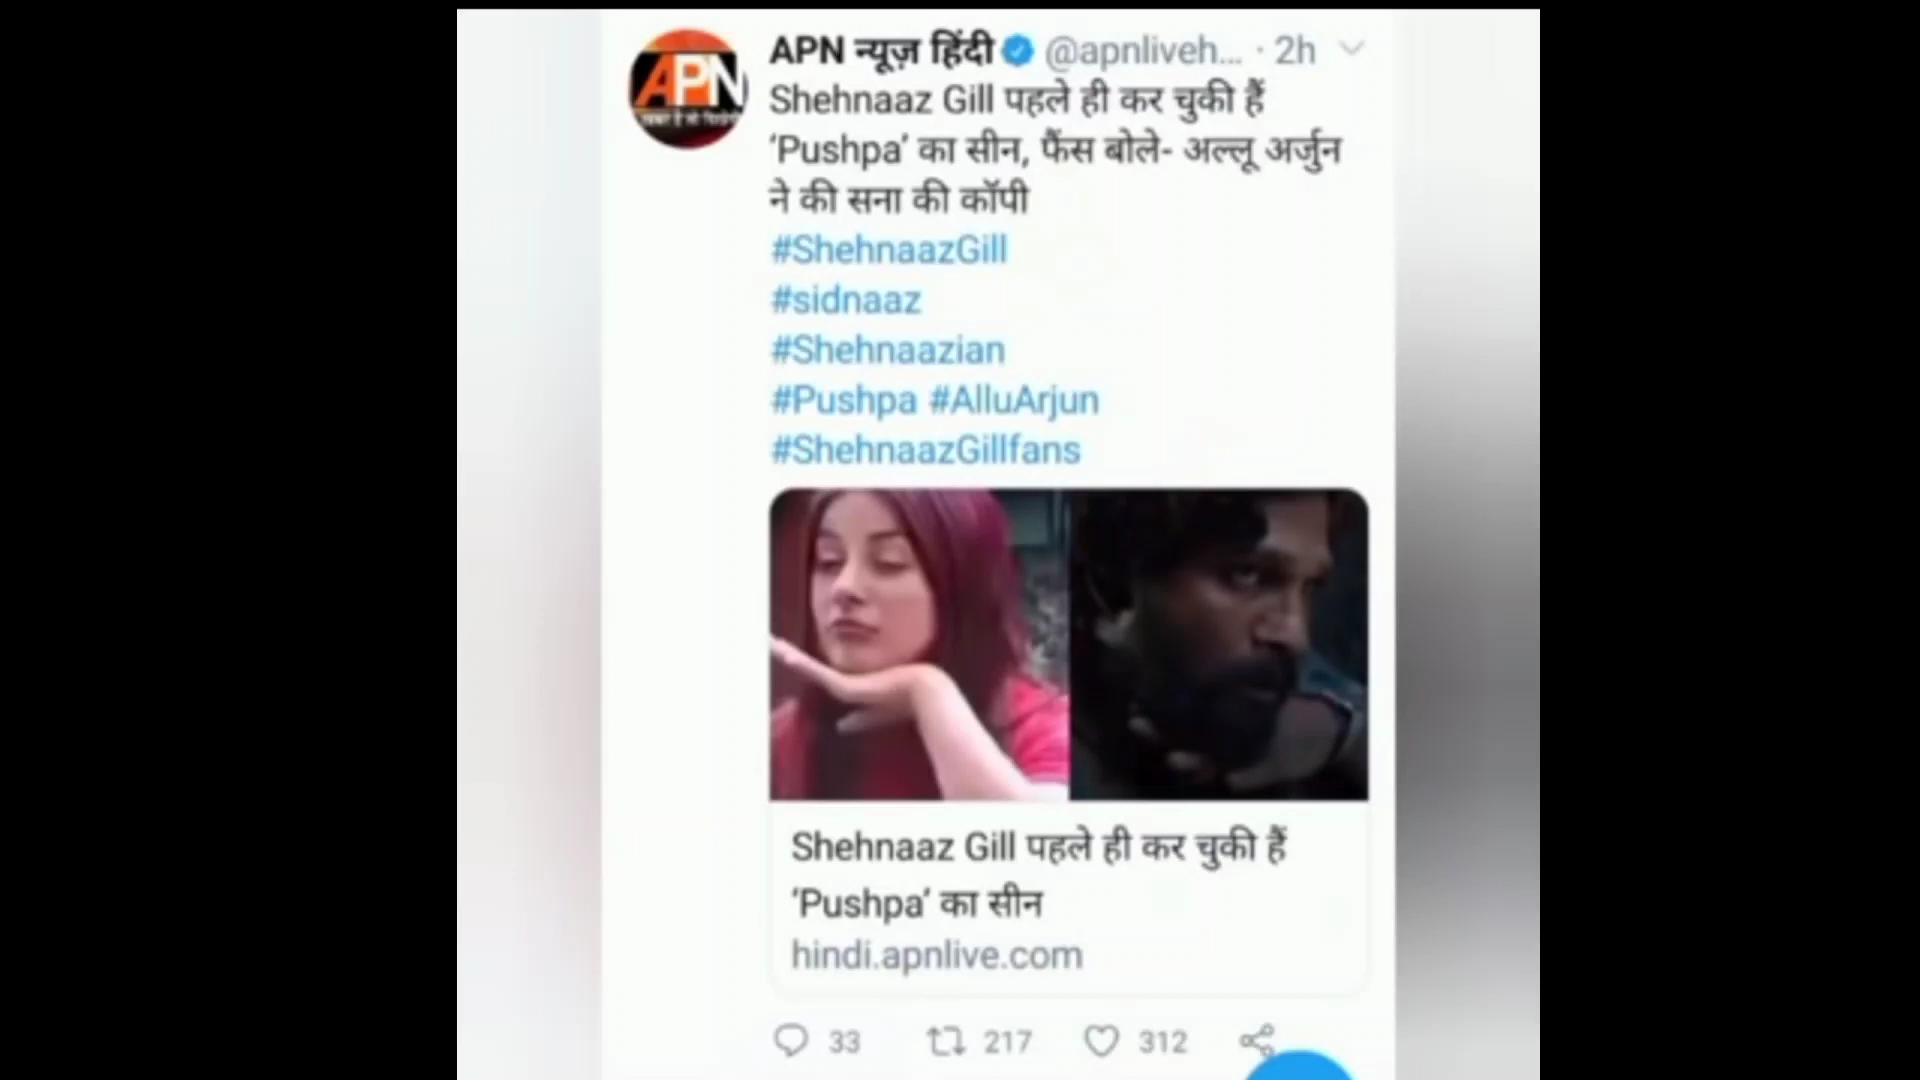 APN न्यूज़ हिंदी @apnliveh... · 2h
Shehnaaz Gill पहले ही कर चुकी हैं
‘Pushpa’ का सीन, फैंस बोले- अल्लू अर्जुन
ने की सना की कॉपी
#ShehnaazGill
#sidnaaz
#Shehnaazian
#Pushpa #AlluArjun
#ShehnaazGillfans
APN
Shehnaaz Gill पहले ही कर चुकी हैं
‘Pushpa’ का सीन
hindi.apnlive.com
33 217 312